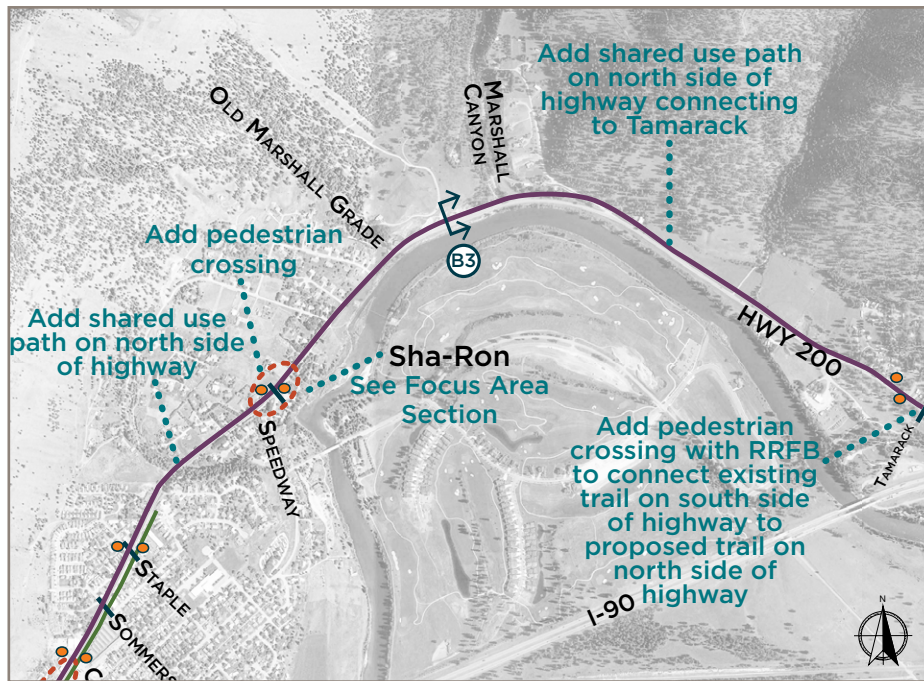 Add shared use path
on north side of
highway connecting
to Tamarack
MARSHALL
CANYON
OLD MARSHALL GRADE
Add pedestrian
crossing
B3
Add shared use
path on north side
of highway
HWY 200
Sha-Ron
See Focus Area
Section
SPEEDWAY
Add pedestrian
crossing with RRFB
to connect existing
trail on south side
of highway to
proposed trail on
north side of
highway
TAMARACK
STAPLE
SOMMERS
I-90
N
C